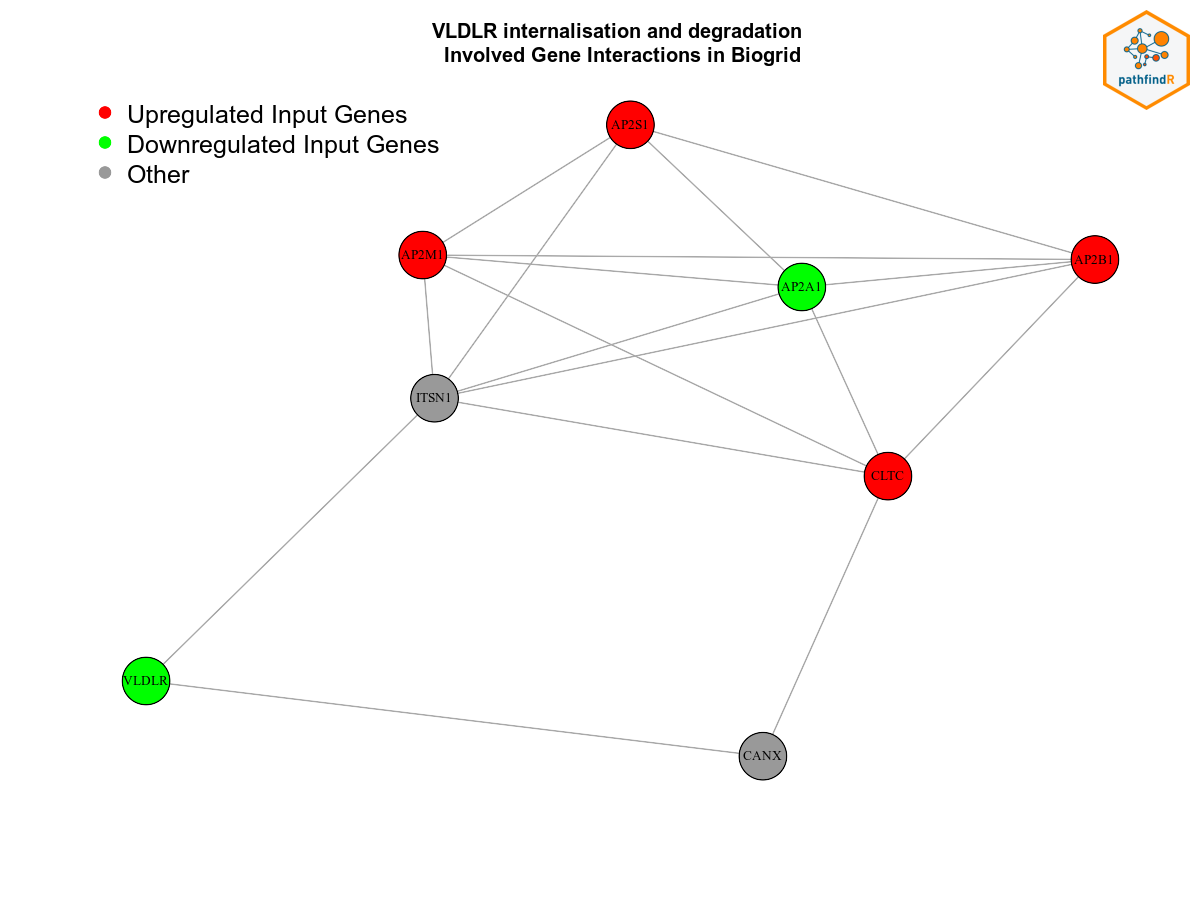 VLDLR internalisation and degradation
Involved Gene Interactions in Biogrid
pathfindR
Upregulated Input Genes
Downregulated Input Genes
Other
AP2S1
AP2M1
AP2B1
AP2A1
ITSN1
CLTC
VLDLR
CANX